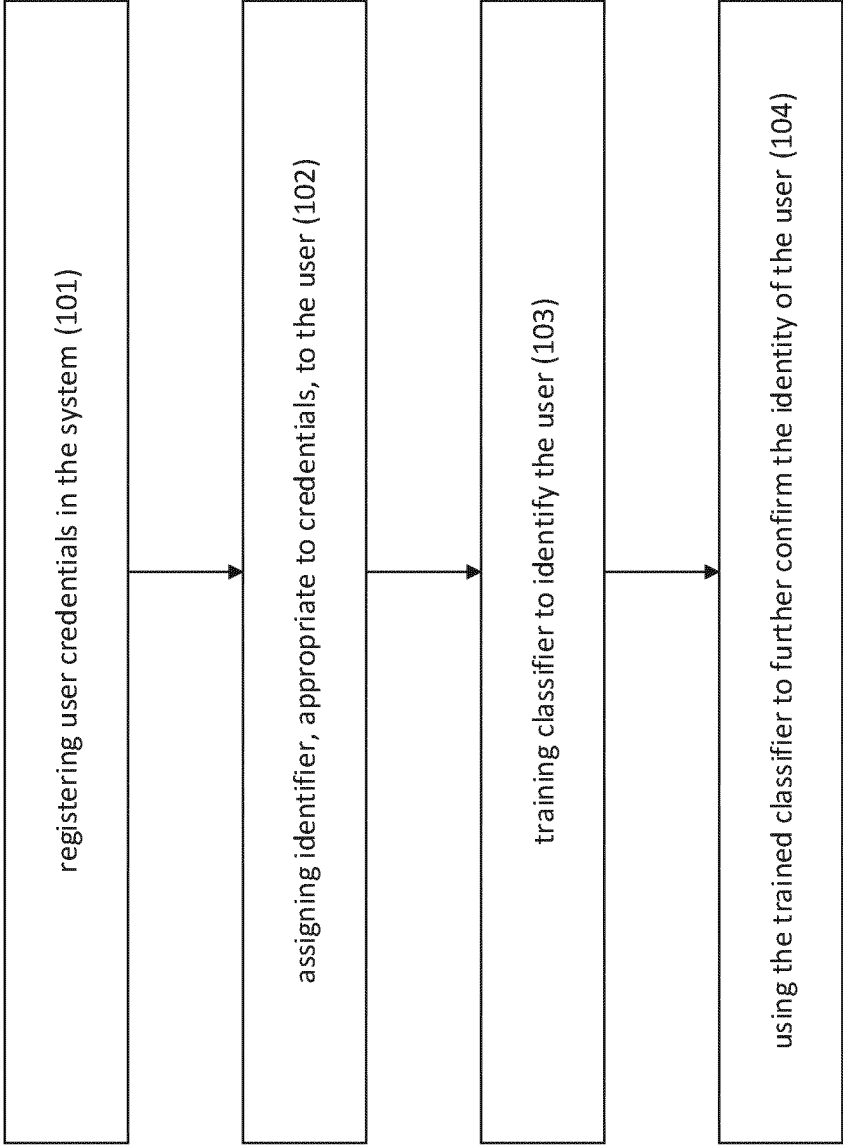 registering user credentials in the system (101)
assigning identifier, appropriate to credentials, to the user (102)
training classifier to identify the user (103)
using the trained classifier to further confirm the identity of the user (104)